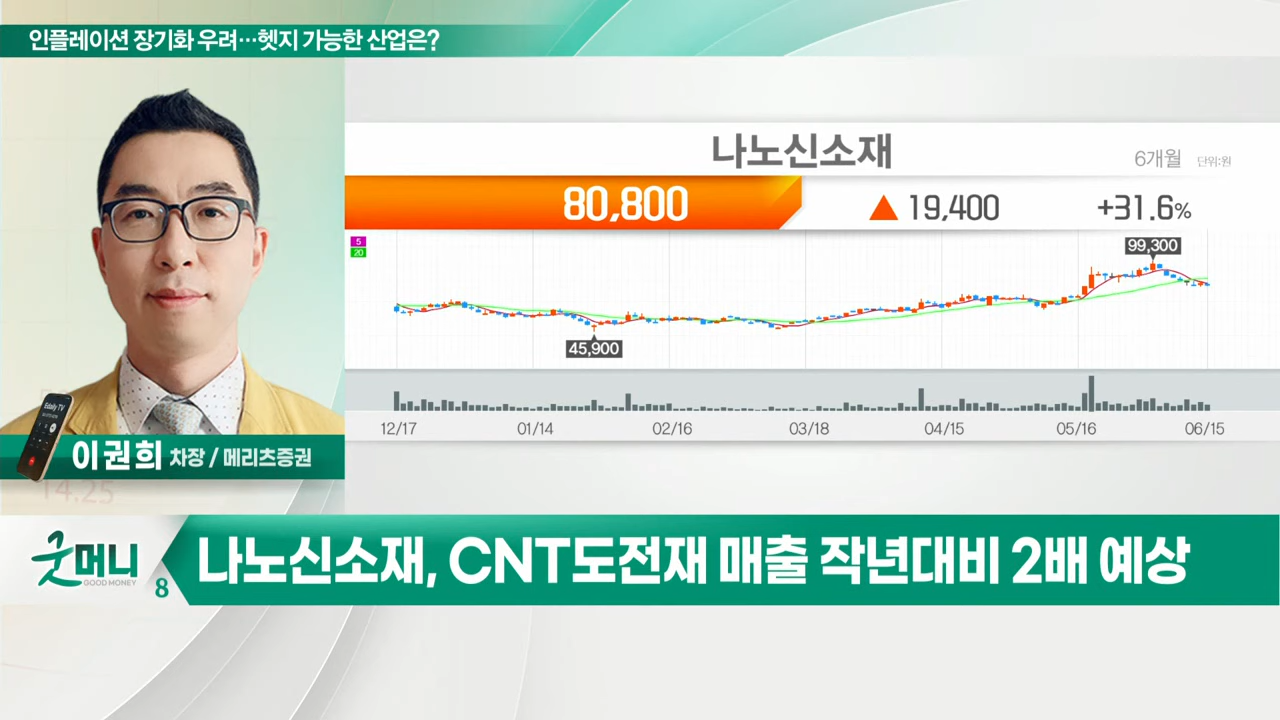 인플레이션 장기화 우려…헷지 가능한 산업은?
나노신소재
6개월 단위:원
80,800 ▲ 19,400 +31.6%
5
20
99,300
45,900
12/17 01/14 02/16 03/18 04/15 05/16 06/15
Edaily TV
이권희 차장 / 메리츠증권
14.25
굿머니
GOOD MONEY
8
나노신소재, CNT도전재 매출 작년대비 2배 예상